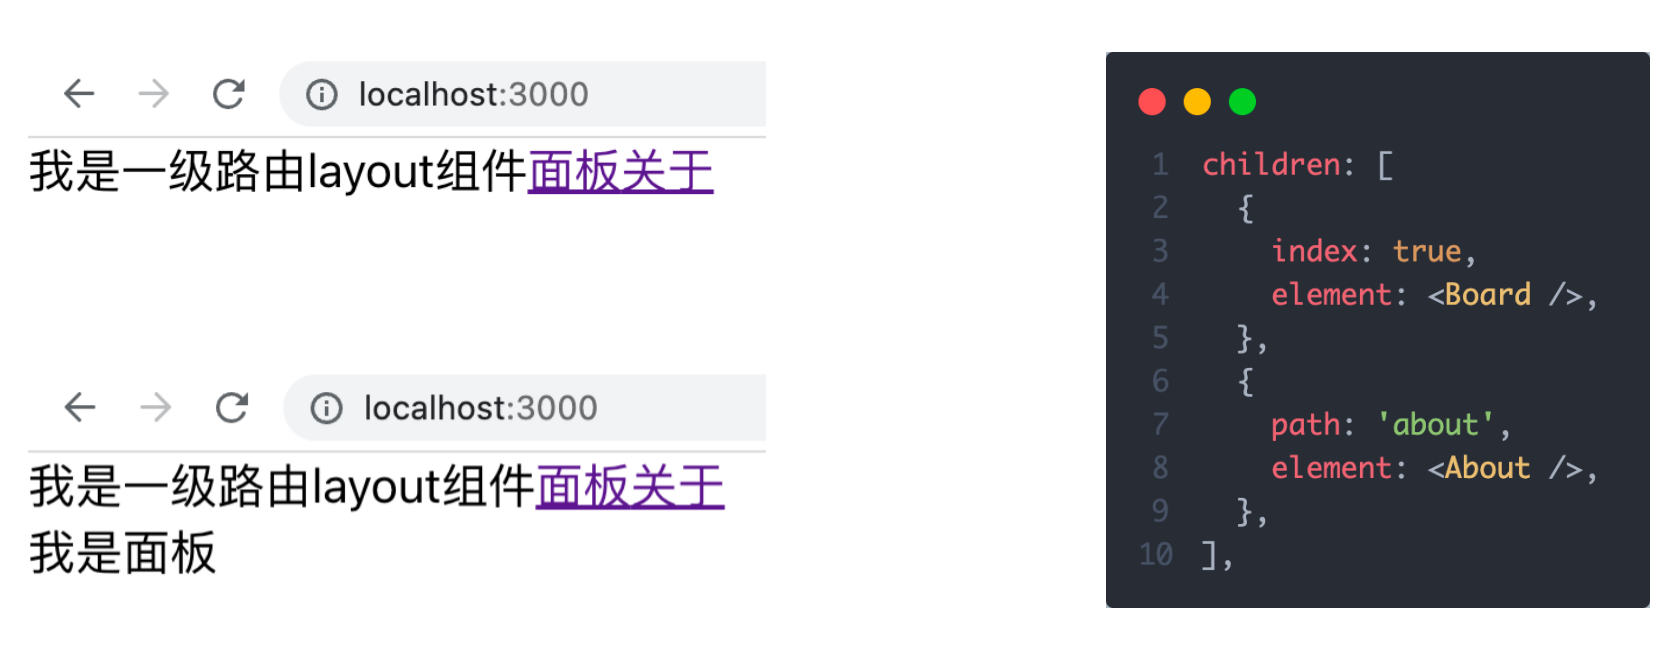 localhost:3000
我是一级路由layout组件面板关于
localhost:3000
我是一级路由layout组件面板关于
我是面板
1 children: [
2 {
3 index: true,
4 element: <Board />,
5 },
6 {
7 path: 'about',
8 element: <About />,
9 },
10 ],